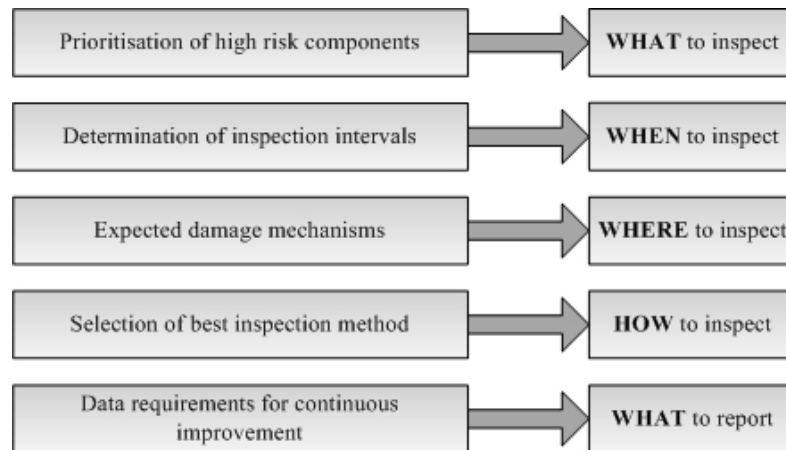 Prioritisation of high risk components
WHAT to inspect
Determination of inspection intervals
WHEN to inspect
Expected damage mechanisms
WHERE to inspect
Selection of best inspection method
HOW to inspect
Data requirements for continuous
improvement
WHAT to report